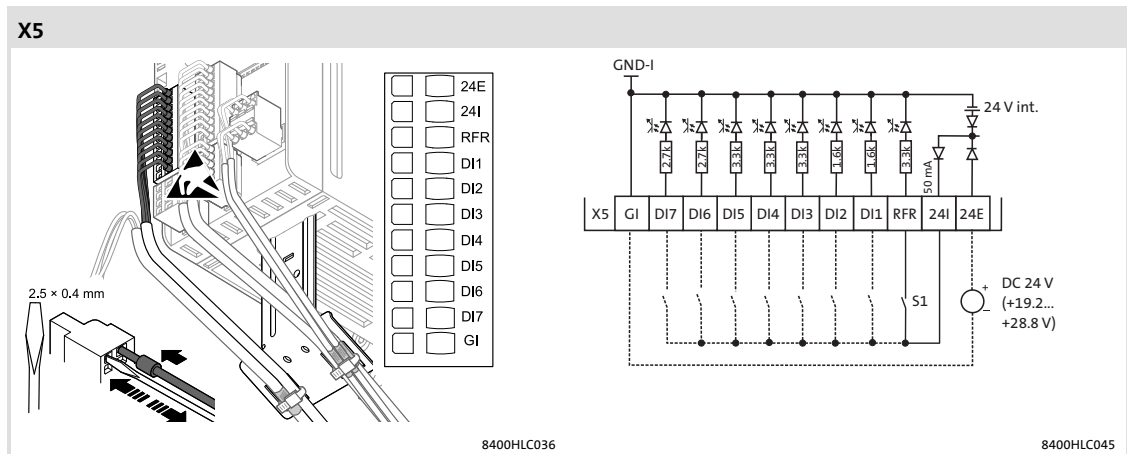 X5
24E
24I
RFR
DI1
DI2
DI3
DI4
DI5
DI6
DI7
GI
2.5 × 0.4 mm
8400HLC036
GND-I
24 V int.
2.7k 2.7k 3.3k 3.3k 3.3k 1.6k 1.6k 3.3k 50 mA
X5 GI DI7 DI6 DI5 DI4 DI3 DI2 DI1 RFR 24I 24E
S1
+
–
DC 24 V
(+19.2...
+28.8 V)
8400HLC045